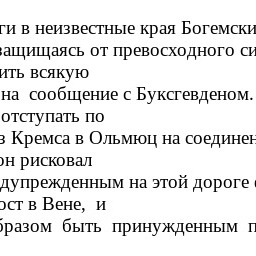 ги в неизвестные края Богемски
защищаясь от превосходного си
ить всякую
на сообщение с Буксгевденом.
отступать по
з Кремса в Ольмюц на соединен
он рисковал
дупрежденным на этой дороге
ост в Вене, и
бразом быть принужденным п